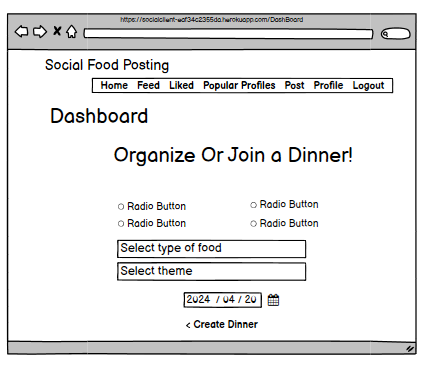 https://socialclient-eaf34c2355da.herokuapp.com/DashBoard
Social Food Posting
Home Feed Liked Popular Profiles Post Profile Logout
Dashboard
Organize Or Join a Dinner!
Radio Button Radio Button
Radio Button Radio Button
Select type of food
Select theme
2024 / 04 / 20
< Create Dinner